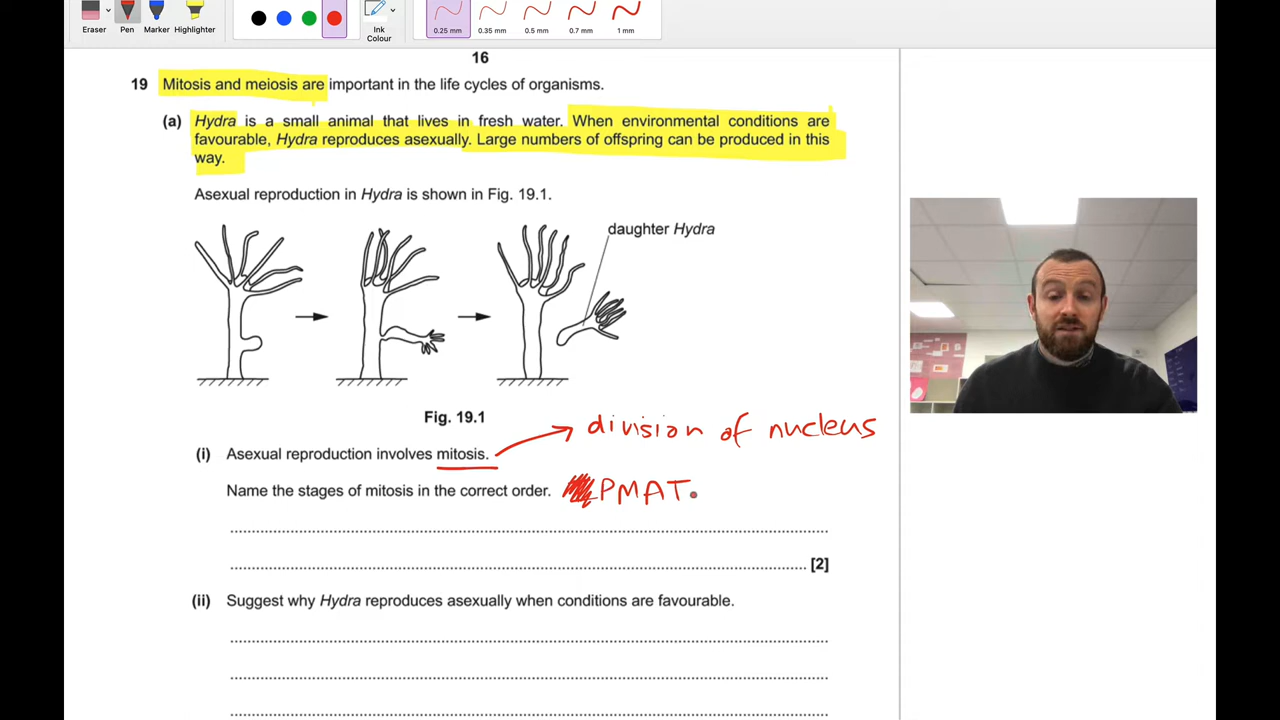 Eraser
Pen
Marker
Highlighter
Ink
Colour
0.25 mm
0.35 mm
0.5 mm
0.7 mm
1 mm
16
19 Mitosis and meiosis are important in the life cycles of organisms.
(a) Hydra is a small animal that lives in fresh water. When environmental conditions are
favourable, Hydra reproduces asexually. Large numbers of offspring can be produced in this
way.
Asexual reproduction in Hydra is shown in Fig. 19.1.
daughter Hydra
Fig. 19.1
division of nucleus
(i) Asexual reproduction involves mitosis.
Name the stages of mitosis in the correct order.
PMAT
[2]
(ii) Suggest why Hydra reproduces asexually when conditions are favourable.